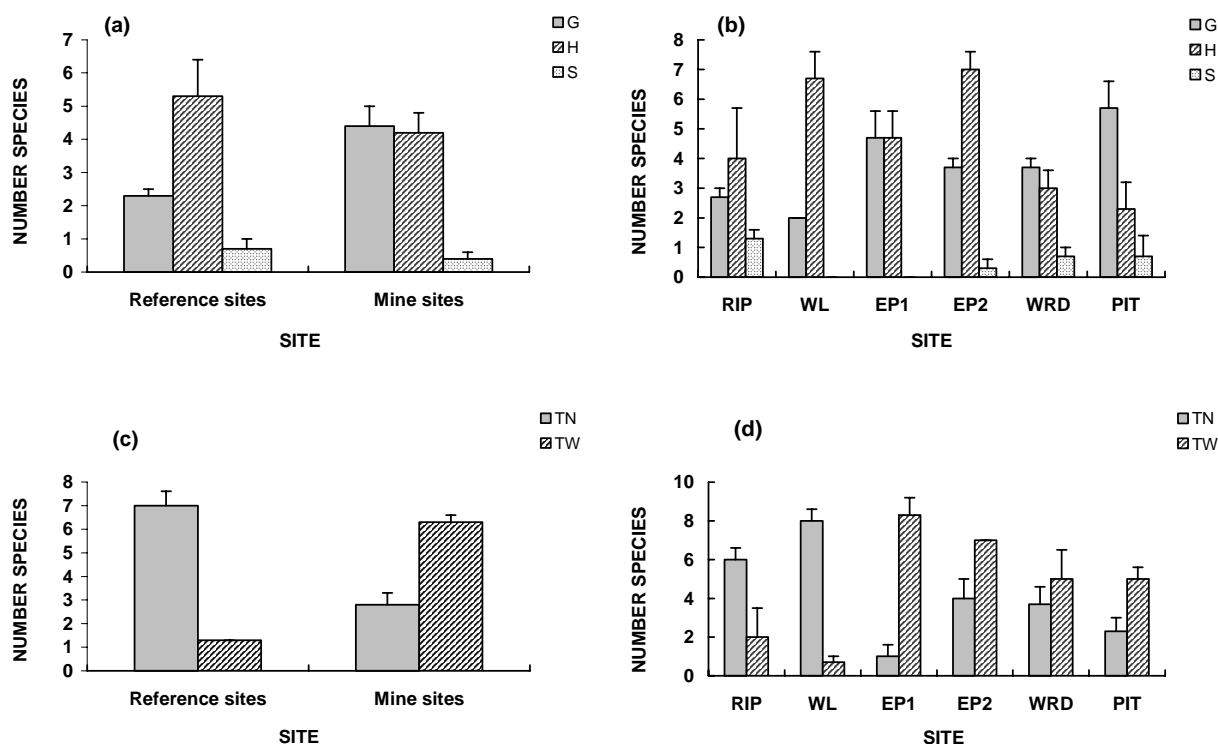 (a)
G
H
S
NUMBER SPECIES
7
6
5
4
3
2
1
0
Reference sites Mine sites
SITE
(b)
G
H
S
NUMBER SPECIES
8
7
6
5
4
3
2
1
0
RIP WL EP1 EP2 WRD PIT
SITE
(c)
TN
TW
NUMBER SPECIES
8
7
6
5
4
3
2
1
0
Reference sites Mine sites
SITE
(d)
TN
TW
NUMBER SPECIES
10
8
6
4
2
0
RIP WL EP1 EP2 WRD PIT
SITE